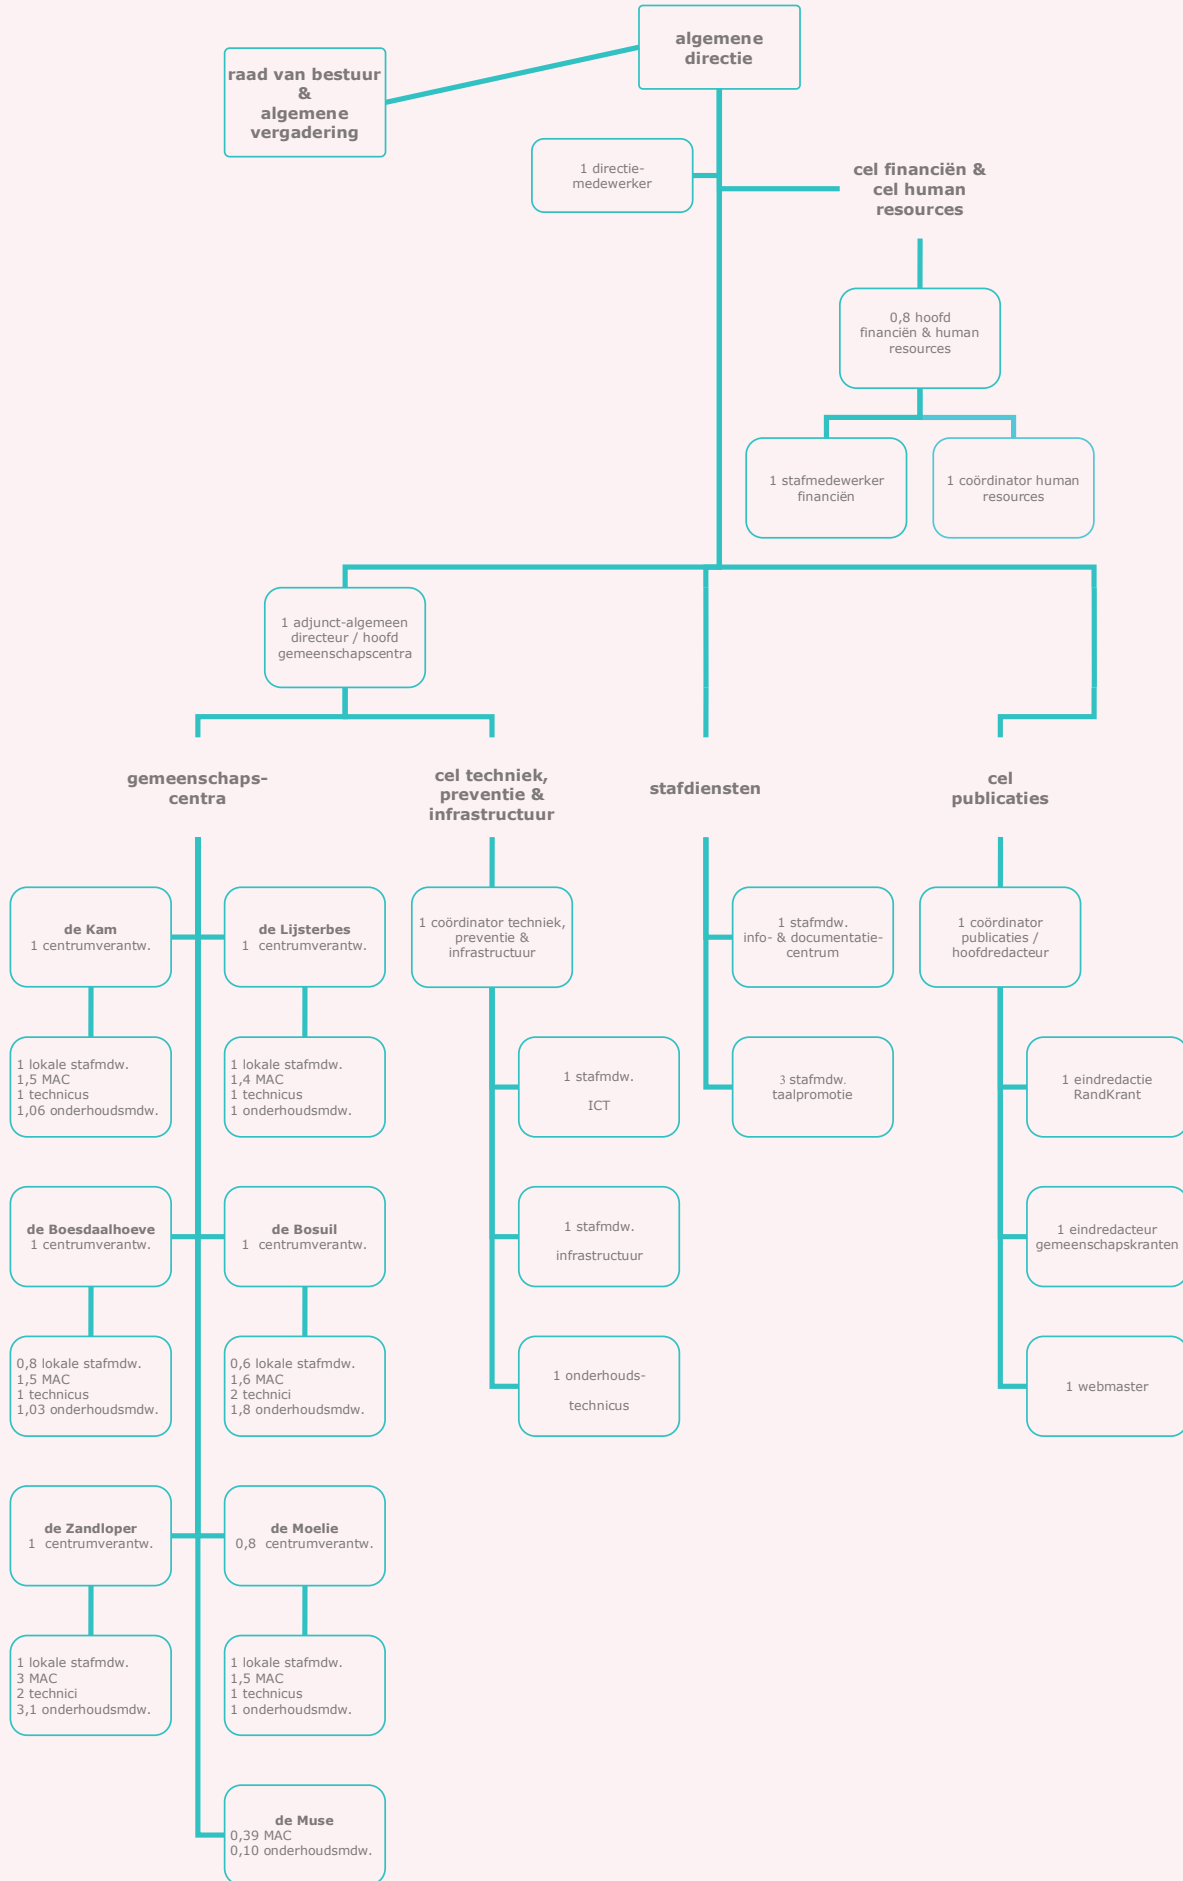 algemene
directie
raad van bestuur
&
algemene
vergadering
1 directie-
medewerker
cel financiën &
cel human
resources
0,8 hoofd
financiën & human
resources
1 stafmedewerker
financiën
1 coördinator human
resources
1 adjunct-algemeen
directeur / hoofd
gemeenschapscentra
gemeenschaps-
centra
cel techniek,
preventie &
infrastructuur
stafdiensten
cel
publicaties
de Kam
1 centrumverantw.
de Lijsterbes
1 centrumverantw.
1 coördinator techniek,
preventie &
infrastructuur
1 stafmdw.
info- & documentatie-
centrum
1 coördinator
publicaties /
hoofdredacteur
1 lokale stafmdw.
1,5 MAC
1 technicus
1,06 onderhoudsmdw.
1 lokale stafmdw.
1,4 MAC
1 technicus
1 onderhoudsmdw.
1 stafmdw.
ICT
3 stafmdw.
taalpromotie
1 eindredactie
RandKrant
de Boesdaalhoeve
1 centrumverantw.
de Bosuil
1 centrumverantw.
1 stafmdw.
infrastructuur
1 eindredacteur
gemeenschapskranten
0,8 lokale stafmdw.
1,5 MAC
1 technicus
1,03 onderhoudsmdw.
0,6 lokale stafmdw.
1,6 MAC
2 technici
1,8 onderhoudsmdw.
1 onderhouds-
technicus
1 webmaster
de Zandloper
1 centrumverantw.
de Moelie
0,8 centrumverantw.
1 lokale stafmdw.
3 MAC
2 technici
3,1 onderhoudsmdw.
1 lokale stafmdw.
1,5 MAC
1 technicus
1 onderhoudsmdw.
de Muse
0,39 MAC
0,10 onderhoudsmdw.